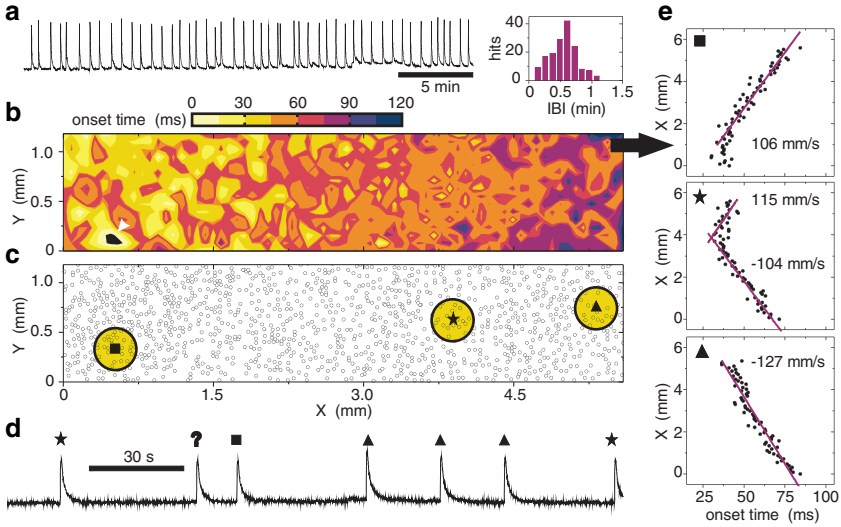 a
5 min
hits
40
20
0
0 0.5 1 1.5
IBI (min)
b
onset time (ms)
0 30 60 90 120
Y (mm)
1.0
0.5
0
c
Y (mm)
1.0
0.5
0
0 1.5 3.0 4.5
X (mm)
d
30 s
?
e
X (mm)
6
4
2
0
106 mm/s
X (mm)
6
4
2
0
115 mm/s
-104 mm/s
X (mm)
6
4
2
0
-127 mm/s
25 50 75 100
onset time (ms)